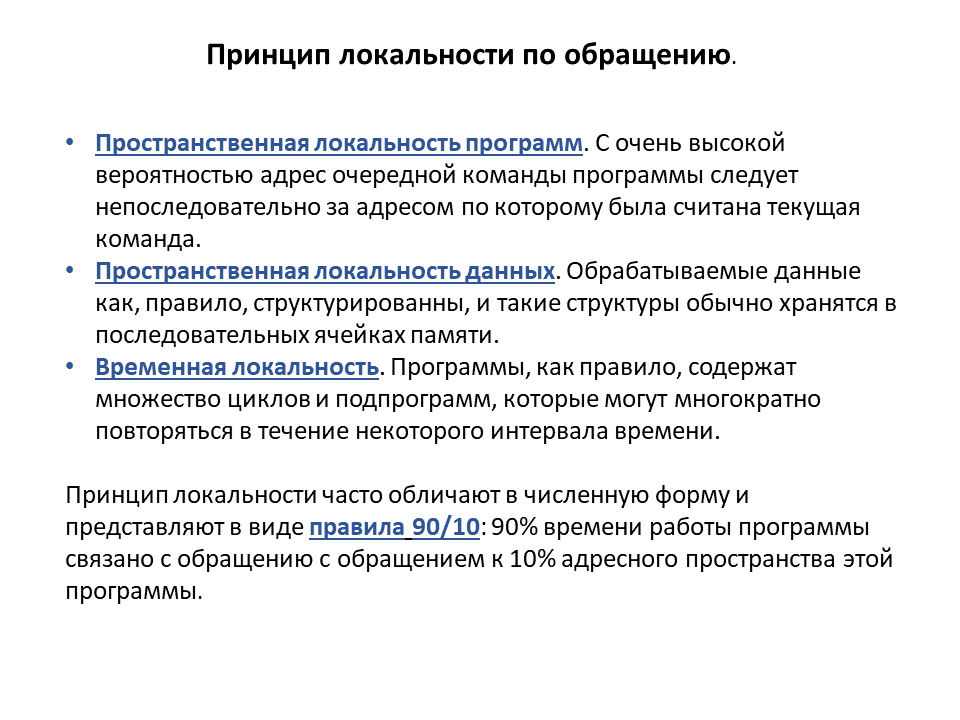 Принцип локальности по обращению.
• Пространственная локальность программ. С очень высокой
вероятностью адрес очередной команды программы следует
непоследовательно за адресом по которому была считана текущая
команда.
• Пространственная локальность данных. Обрабатываемые данные
как, правило, структурированны, и такие структуры обычно хранятся в
последовательных ячейках памяти.
• Временная локальность. Программы, как правило, содержат
множество циклов и подпрограмм, которые могут многократно
повторяться в течение некоторого интервала времени.
Принцип локальности часто обличают в численную форму и
представляют в виде правила 90/10: 90% времени работы программы
связано с обращению с обращением к 10% адресного пространства этой
программы.